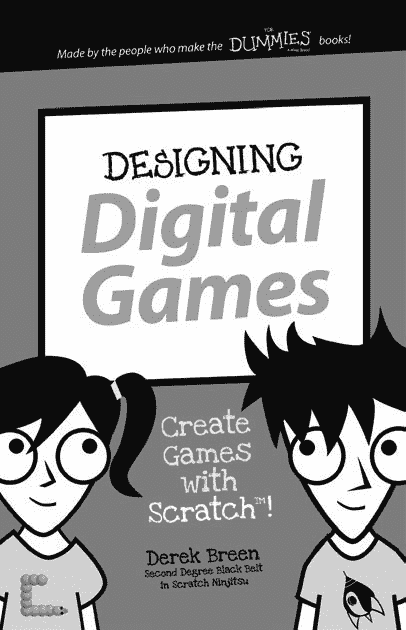 Made by the people who make the FOR DUMMIES books!
DESIGNING
Digital
Games
Create
Games
with
Scratch™!
Derek Breen
Second Degree Black Belt
in Scratch Ninjitsu